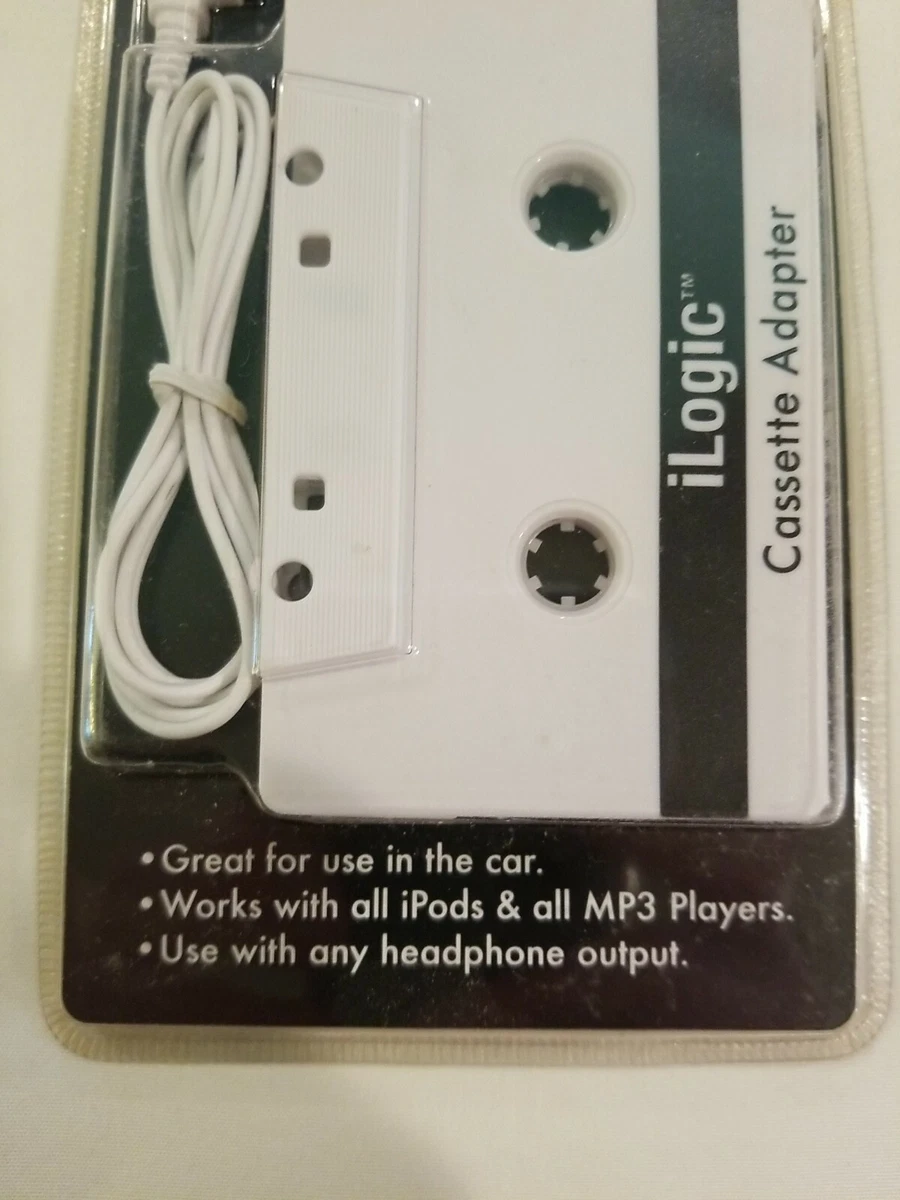 iLogic™
Cassette Adapter
• Great for use in the car.
• Works with all iPods & all MP3 Players.
• Use with any headphone output.